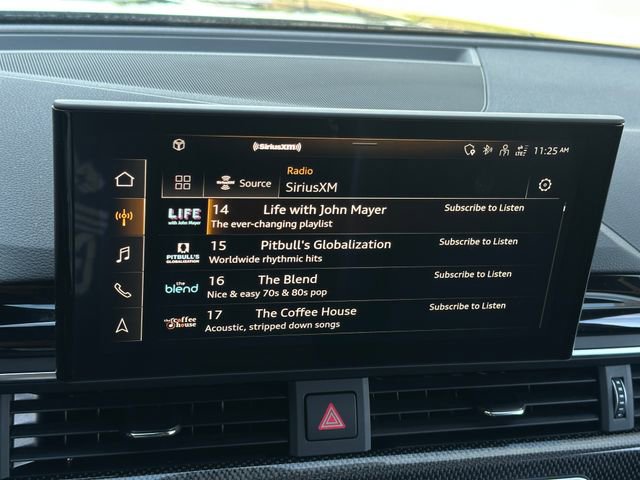 ((SiriusXM))
LTE
11:25 AM
Radio
Source
SiriusXM
LIFE
with John Mayer
14 Life with John Mayer Subscribe to Listen
The ever-changing playlist
PITBULL'S
GLOBALIZATION
15 Pitbull's Globalization Subscribe to Listen
Worldwide rhythmic hits
the
blend
16 The Blend Subscribe to Listen
Nice & easy 70s & 80s pop
the Coffee
house
17 The Coffee House Subscribe to Listen
Acoustic, stripped down songs